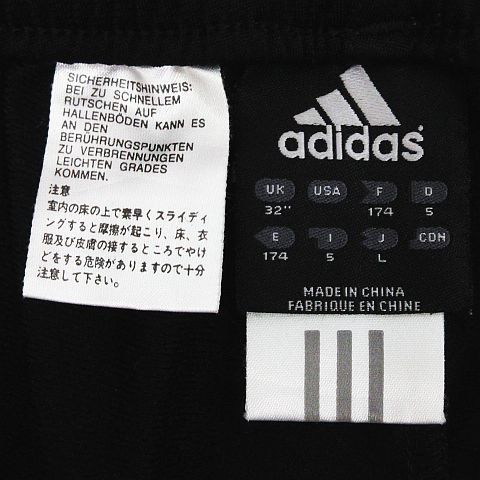 SICHERHEITSHINWEIS:
BEI ZU SCHNELLEM
RUTSCHEN AUF
HALLENBÖDEN KANN ES
AN DEN
BERÜHRUNGSPUNKTEN
ZU VERBRENNUNGEN
LEICHTEN GRADES
KOMMEN.
注意
室内の床の上で素早くスライディ
ングすると摩擦が起こり、床、衣
服及び皮膚の接するところでやけ
どをする危険がありますので十分
注意して下さい。
adidas
UK USA F D
32" 174 5
E I J CDN
174 5 L
MADE IN CHINA
FABRIQUE EN CHINE